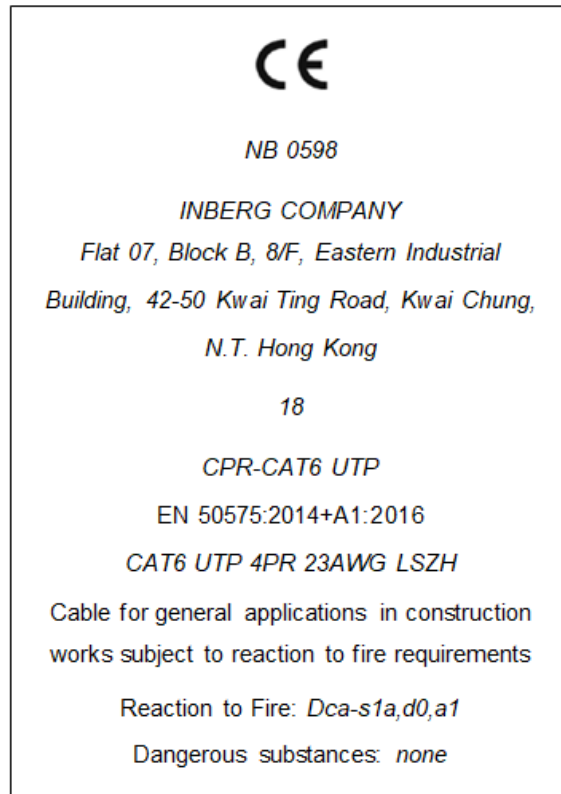 CE
NB 0598
INBERG COMPANY
Flat 07, Block B, 8/F, Eastern Industrial
Building, 42-50 Kwai Ting Road, Kwai Chung,
N.T. Hong Kong
18
CPR-CAT6 UTP
EN 50575:2014+A1:2016
CAT6 UTP 4PR 23AWG LSZH
Cable for general applications in construction
works subject to reaction to fire requirements
Reaction to Fire: Dca-s1a,d0,a1
Dangerous substances: none